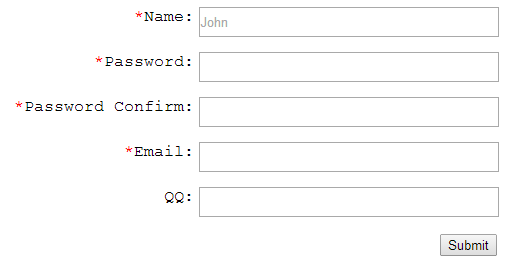 *Name: John
*Password:
*Password Confirm:
*Email:
QQ:
Submit